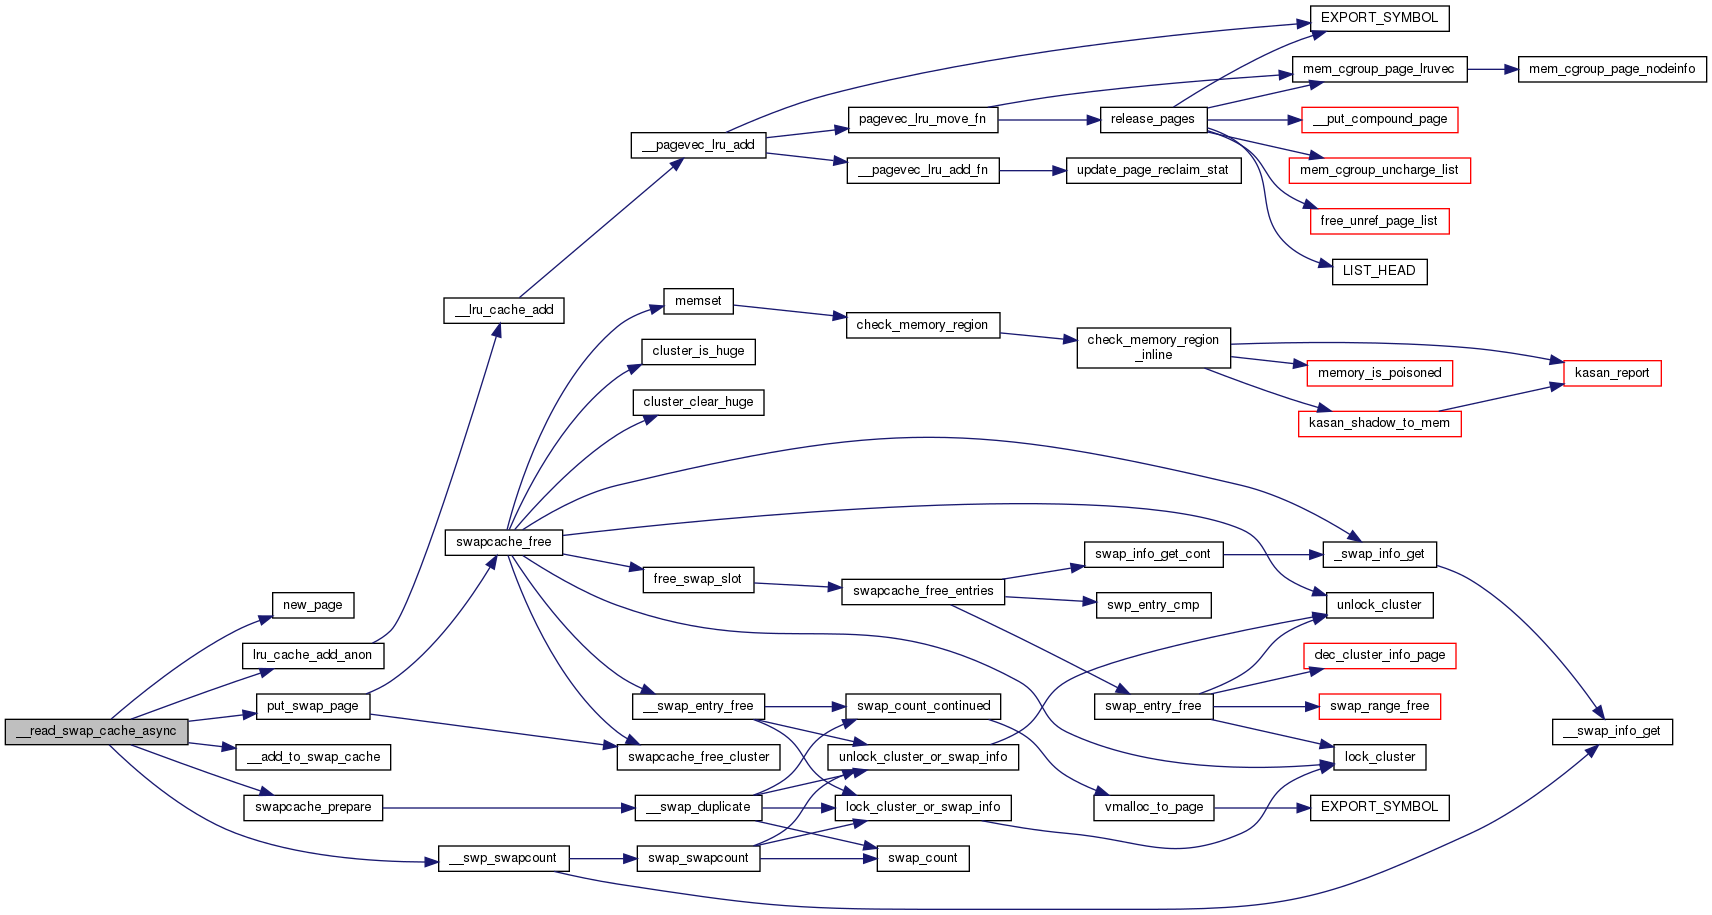 EXPORT_SYMBOL
mem_cgroup_page_lruvec
mem_cgroup_page_nodeinfo
pagevec_lru_move_fn
release_pages
__put_compound_page
__pagevec_lru_add
__pagevec_lru_add_fn
update_page_reclaim_stat
mem_cgroup_uncharge_list
free_unref_page_list
LIST_HEAD
__lru_cache_add
memset
check_memory_region
check_memory_region
_inline
cluster_is_huge
memory_is_poisoned
kasan_report
cluster_clear_huge
kasan_shadow_to_mem
swapcache_free
swap_info_get_cont
_swap_info_get
free_swap_slot
swapcache_free_entries
swp_entry_cmp
unlock_cluster
new_page
lru_cache_add_anon
dec_cluster_info_page
put_swap_page
__swap_entry_free
swap_count_continued
swap_entry_free
swap_range_free
__read_swap_cache_async
__swap_info_get
__add_to_swap_cache
swapcache_free_cluster
unlock_cluster_or_swap_info
lock_cluster
swapcache_prepare
__swap_duplicate
lock_cluster_or_swap_info
vmalloc_to_page
EXPORT_SYMBOL
__swp_swapcount
swap_swapcount
swap_count